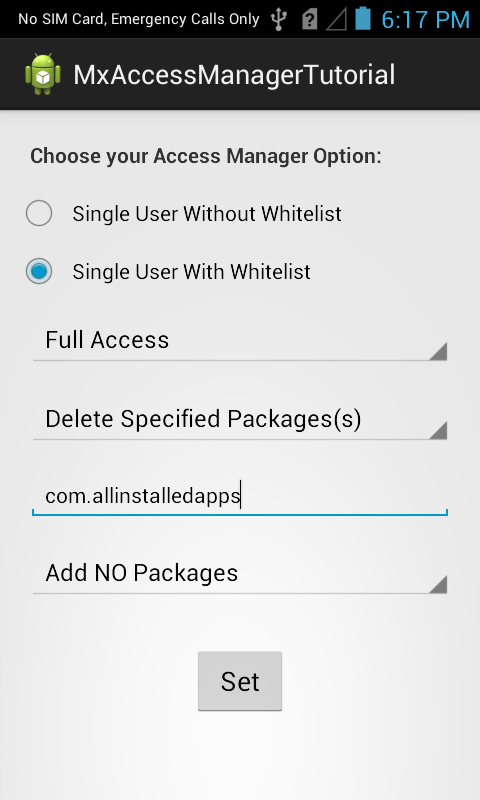 No SIM Card, Emergency Calls Only 6:17 PM
MxAccessManagerTutorial
Choose your Access Manager Option:
Single User Without Whitelist
Single User With Whitelist
Full Access
Delete Specified Packages(s)
com.allinstalledapps
Add NO Packages
Set